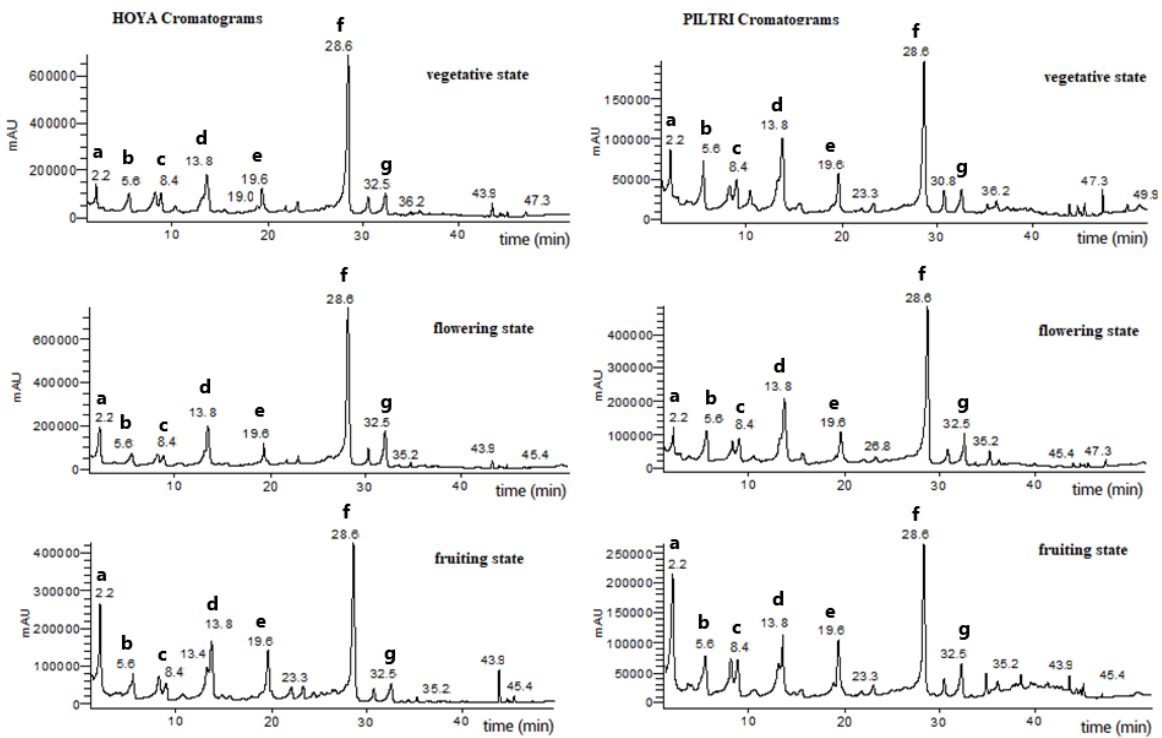 HOYA Cromatograms
f
28.6
vegetative state
600000
400000
mAU
200000
0
a
2.2
b
5.6
c
8.4
d
13.8
19.0
e
19.6
g
32.5
36.2
43.9
47.3
10
20
30
40
time (min)
PILTRI Cromatograms
f
28.6
vegetative state
150000
100000
50000
0
mAU
a
2.2
b
5.6
c
8.4
d
13.8
e
19.6
23.3
30.8
g
32.5
36.2
47.3
49.9
10
20
30
40
time (min)
f
28.6
flowering state
600000
400000
mAU
200000
0
a
2.2
b
5.6
c
8.4
d
13.8
e
19.6
g
32.5
35.2
43.9
45.4
10
20
30
40
time (min)
f
28.6
flowering state
400000
300000
200000
100000
0
mAU
a
2.2
b
5.6
c
8.4
d
13.8
e
19.6
26.8
g
32.5
35.2
45.4
47.3
10
20
30
40
time (min)
f
28.6
fruiting state
400000
300000
200000
100000
0
mAU
a
2.2
b
5.6
c
8.4
13.4
d
13.8
e
19.6
23.3
g
32.5
35.2
43.9
45.4
10
20
30
40
time (min)
f
28.6
fruiting state
250000
200000
150000
100000
50000
0
mAU
a
2.2
b
5.6
c
8.4
d
13.8
e
19.6
23.3
g
32.5
35.2
43.9
45.4
10
20
30
40
time (min)